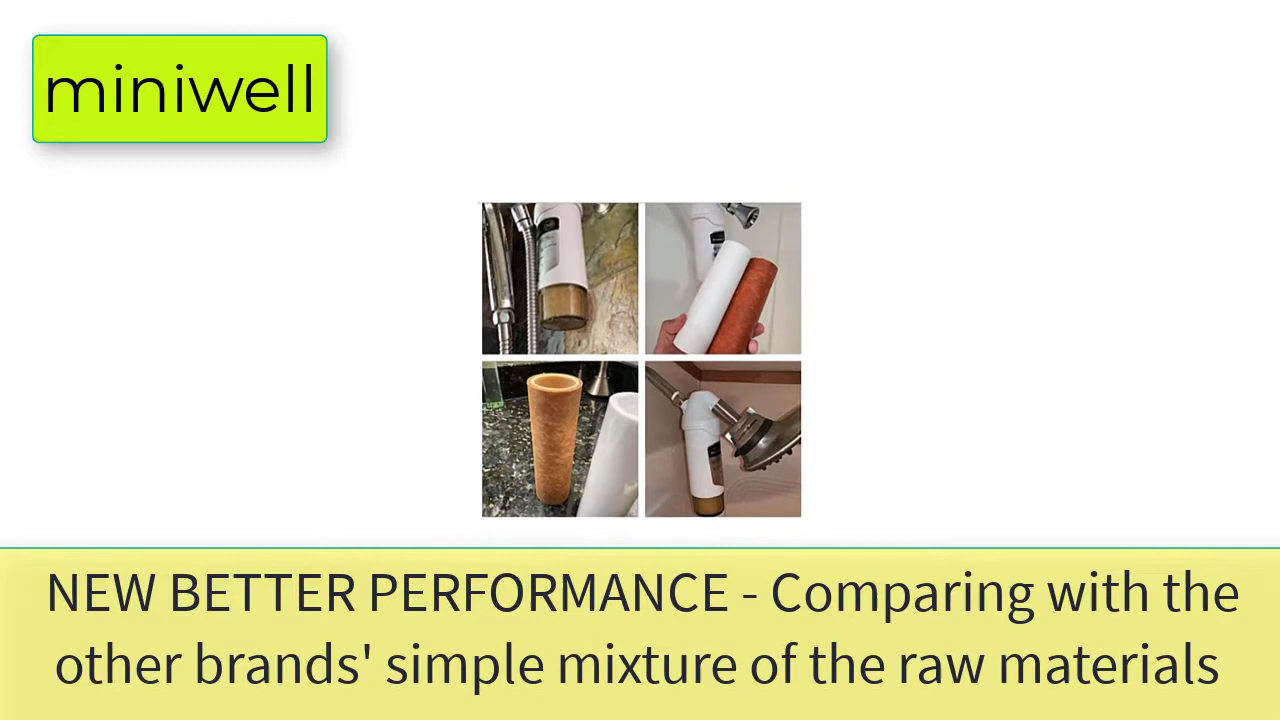 miniwell
NEW BETTER PERFORMANCE - Comparing with the
other brands' simple mixture of the raw materials